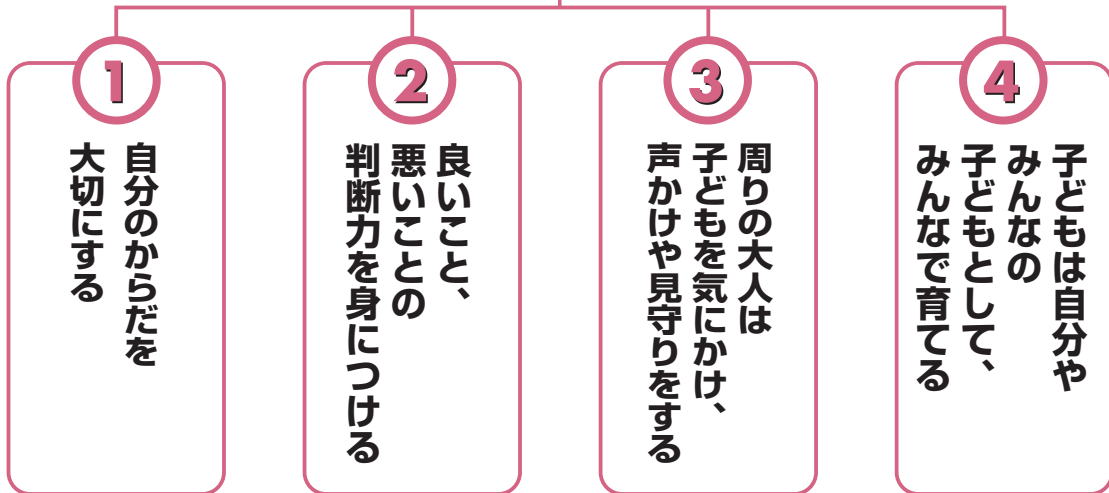 1
自分のからだを
大切にする
2
良いこと、
悪いことの
判断力を身につける
3
周りの大人は
子どもを気にかけ、
声かけや見守りをする
4
子どもは自分や
みんなの
子どもとして、
みんなで育てる